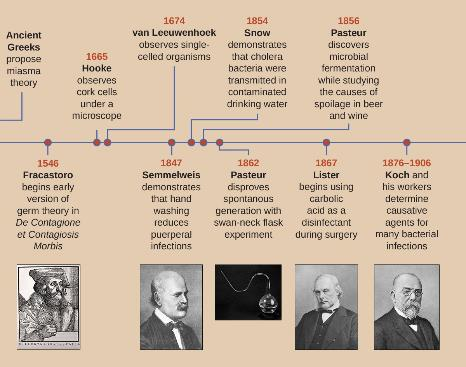 Ancient
Greeks
propose
miasma
theory
1665
Hooke
observes
cork cells
under a
microscope
1674
van Leeuwenhoek
observes single-
celled organisms
1854
Snow
demonstrates
that cholera
bacteria were
transmitted in
contaminated
drinking water
1856
Pasteur
discovers
microbial
fermentation
while studying
the causes of
spoilage in beer
and wine
1546
Fracastoro
begins early
version of
germ theory in
De Contagione
et Contagiosis
Morbis
1847
Semmelweis
demonstrates
that hand
washing
reduces
puerperal
infections
1862
Pasteur
disproves
spontanous
generation with
swan-neck flask
experiment
1867
Lister
begins using
carbolic
acid as a
disinfectant
during surgery
1876–1906
Koch and
his workers
determine
causative
agents for
many bacterial
infections